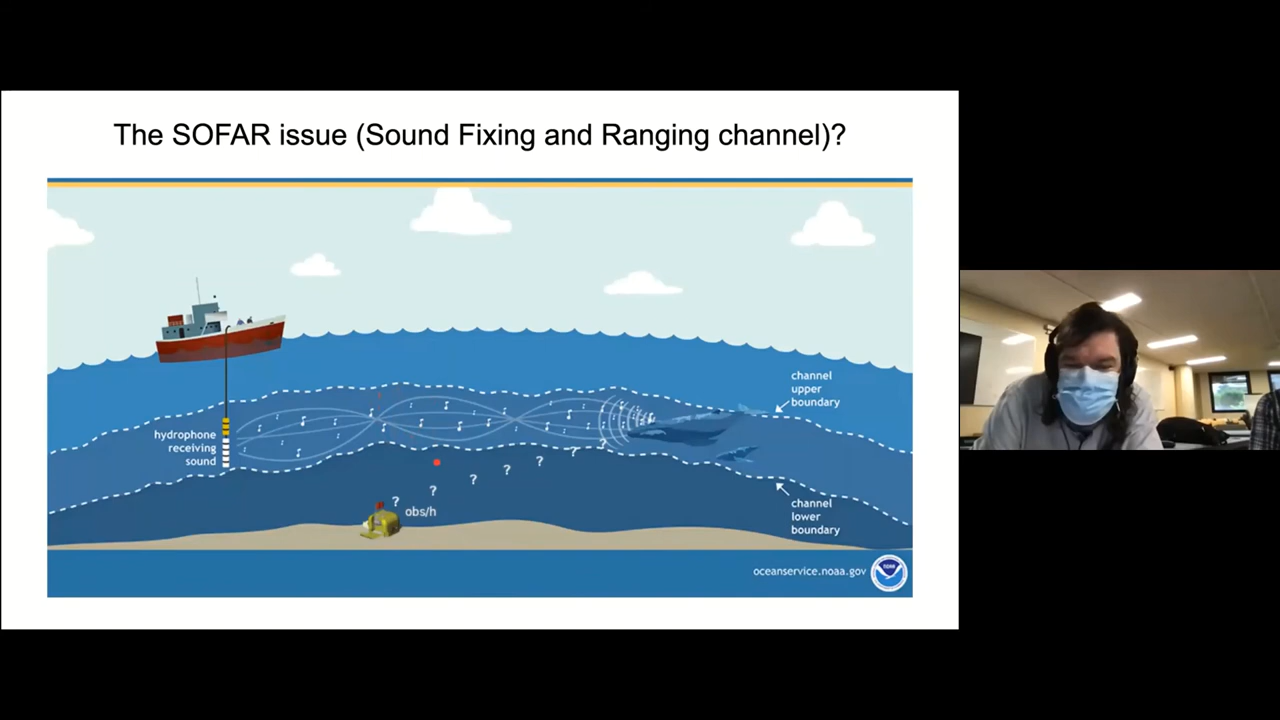 The SOFAR issue (Sound Fixing and Ranging channel)?
channel
upper
boundary
hydrophone
receiving
sound
? ? ? ? ? ?
obs/h
channel
lower
boundary
oceanservice.noaa.gov
NOAA